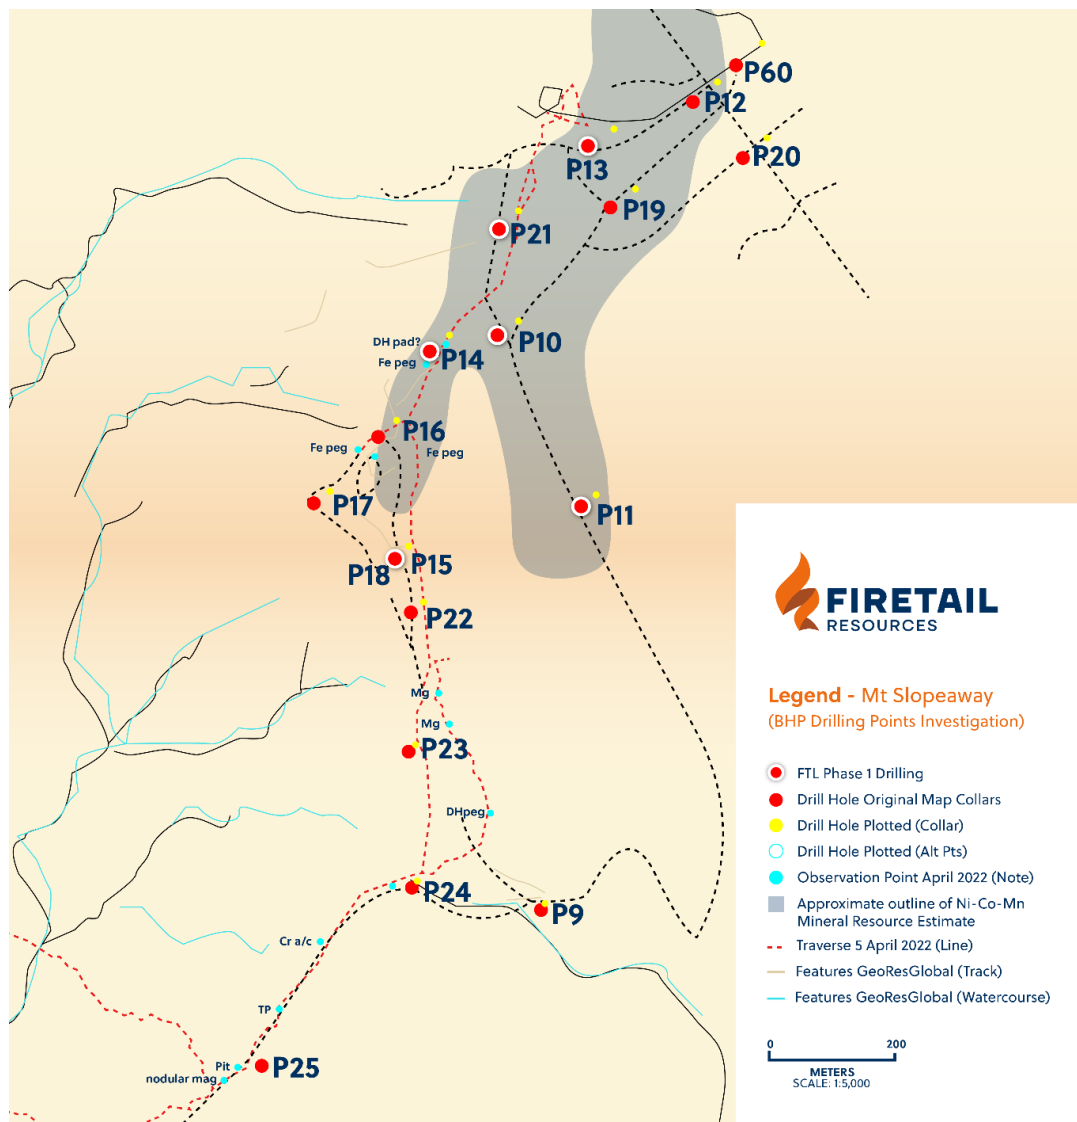 P60
P12
P20
P13
P19
P21
P10
DH pad?
P14
Fe peg
P16
Fe peg
Fe peg
P17
P11
P15
P18
P22
Mg
Mg
P23
DHpeg
P24
P9
Cr a/c
TP
Pit
P25
nodular mag
FIRETAIL
RESOURCES
Legend - Mt Slopeaway
(BHP Drilling Points Investigation)
FTL Phase 1 Drilling
Drill Hole Original Map Collars
Drill Hole Plotted (Collar)
Drill Hole Plotted (Alt Pts)
Observation Point April 2022 (Note)
Approximate outline of Ni-Co-Mn
Mineral Resource Estimate
Traverse 5 April 2022 (Line)
Features GeoResGlobal (Track)
Features GeoResGlobal (Watercourse)
0 200
METERS
SCALE: 1:5,000